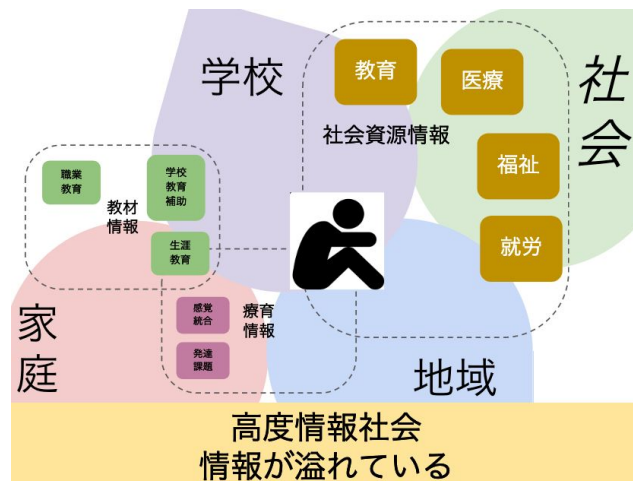 学校
社会
教育
医療
社会資源情報
福祉
就労
職業
教育
学校
教育
補助
教材
情報
生涯
教育
家庭
感覚
統合
療育
情報
発達
課題
地域
高度情報社会
情報が溢れている